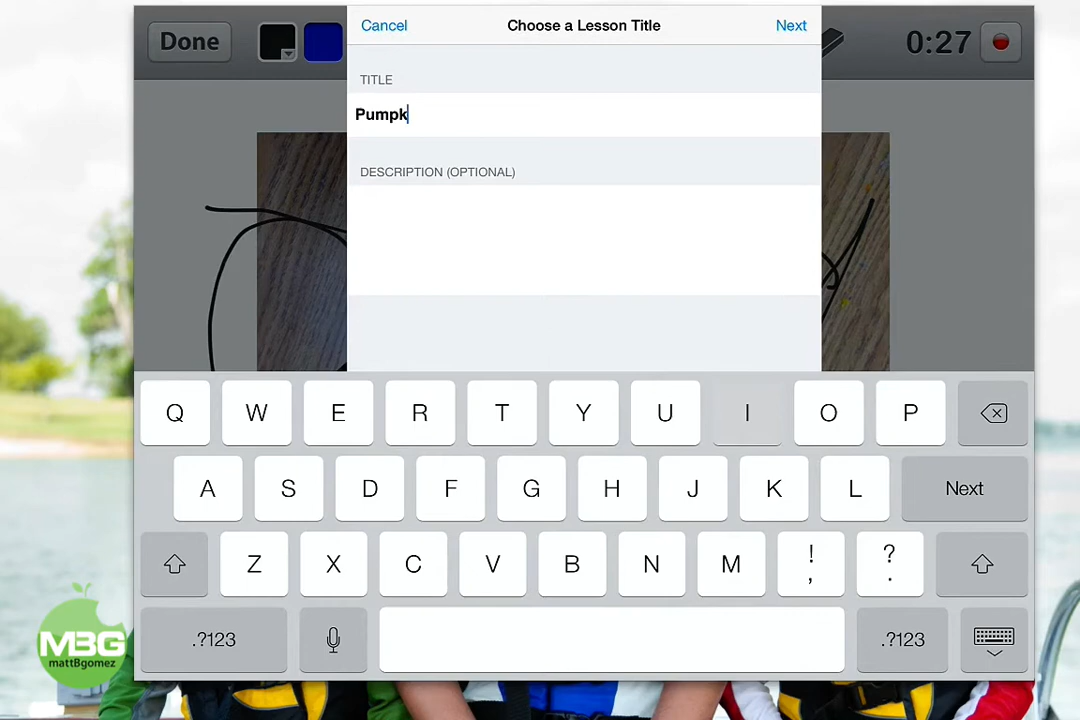 Done
Cancel
Choose a Lesson Title
Next
0:27
TITLE
Pumpk
DESCRIPTION (OPTIONAL)
Q W E R T Y U I O P
A S D F G H J K L Next
Z X C V B N M ! , ? .
.?123 .?123
MBG
mattBgomez